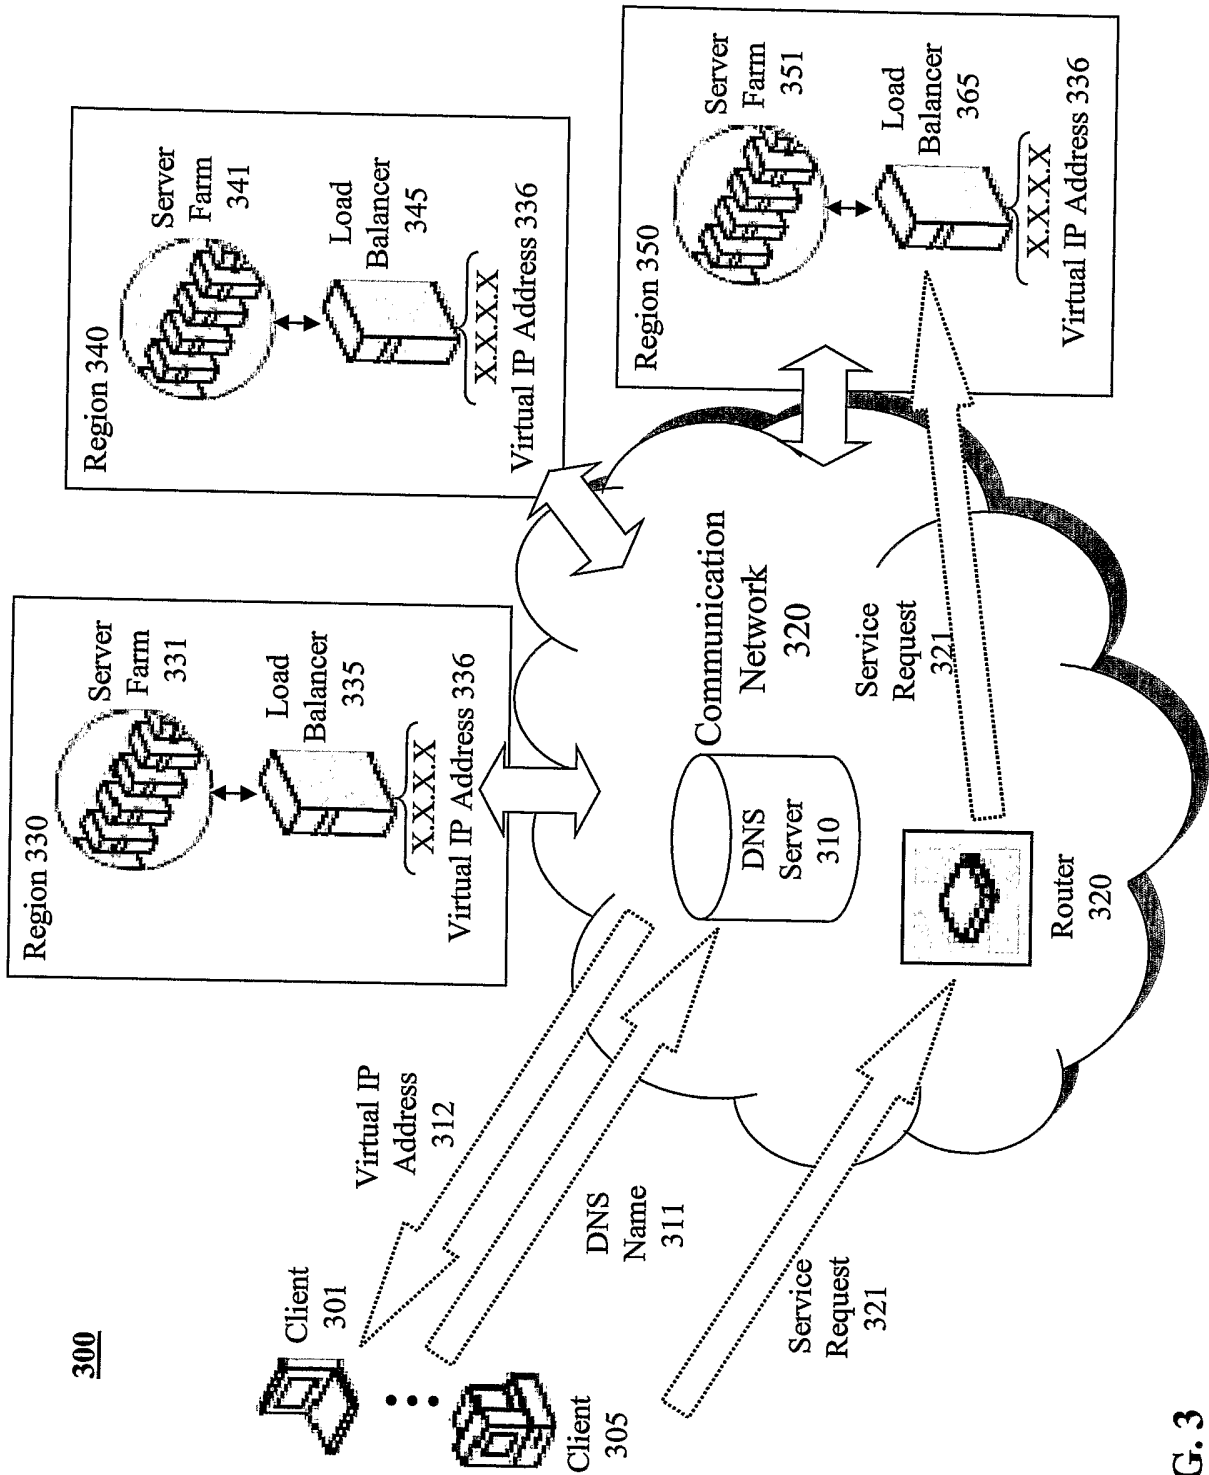 300
Client
301
Client
305
Virtual IP
Address
312
DNS
Name
311
Service
Request
321
Region 330
Server
Farm
331
Load
Balancer
335
X.X.X.X
Virtual IP Address 336
Region 340
Server
Farm
341
Load
Balancer
345
X.X.X.X
Virtual IP Address 336
Communication
Network
320
DNS
Server
310
Router
320
Service
Request
321
Region 350
Server
Farm
351
Load
Balancer
365
X.X.X.X
Virtual IP Address 336
G. 3